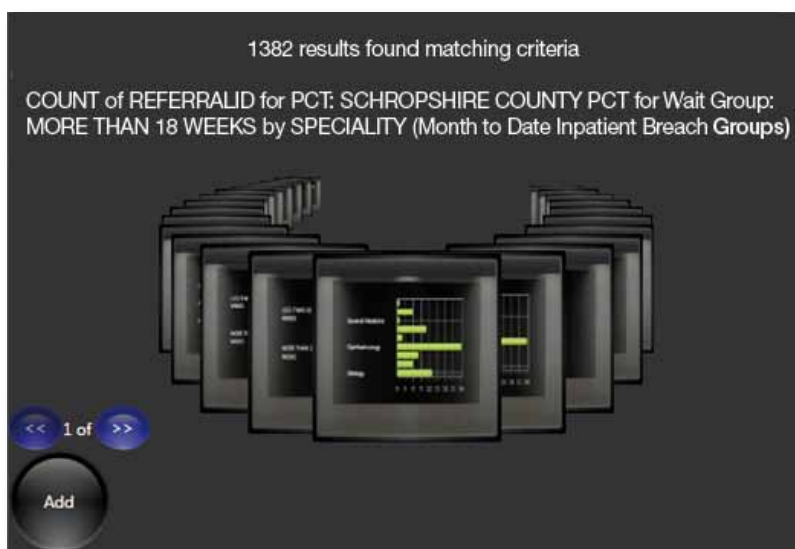 1382 results found matching criteria
COUNT of REFERRALID for PCT: SCHROPSHIRE COUNTY PCT for Wait Group:
MORE THAN 18 WEEKS by SPECIALITY (Month to Date Inpatient Breach Groups)
<< 1 of >>
Add